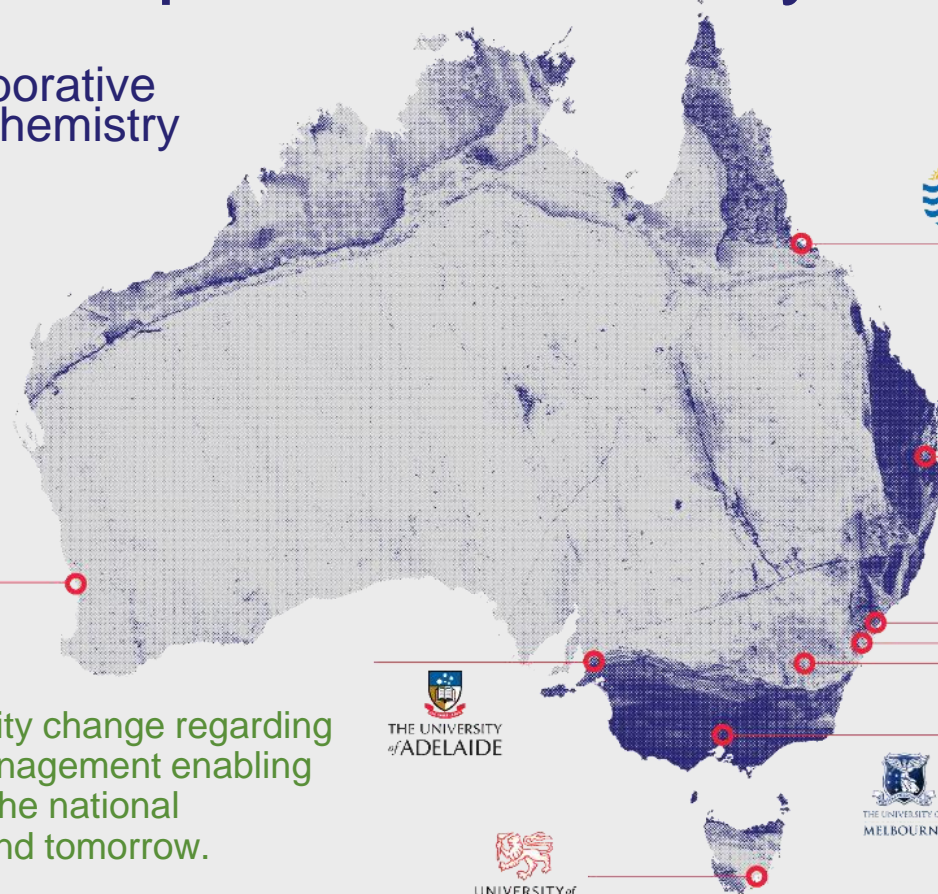 porative
hemistry
THE UNIVERSITY
of ADELAIDE
ity change regarding
nagement enabling
he national
nd tomorrow.
THE UNIVERSITY O
MELBOURN
UNIVERSITY of